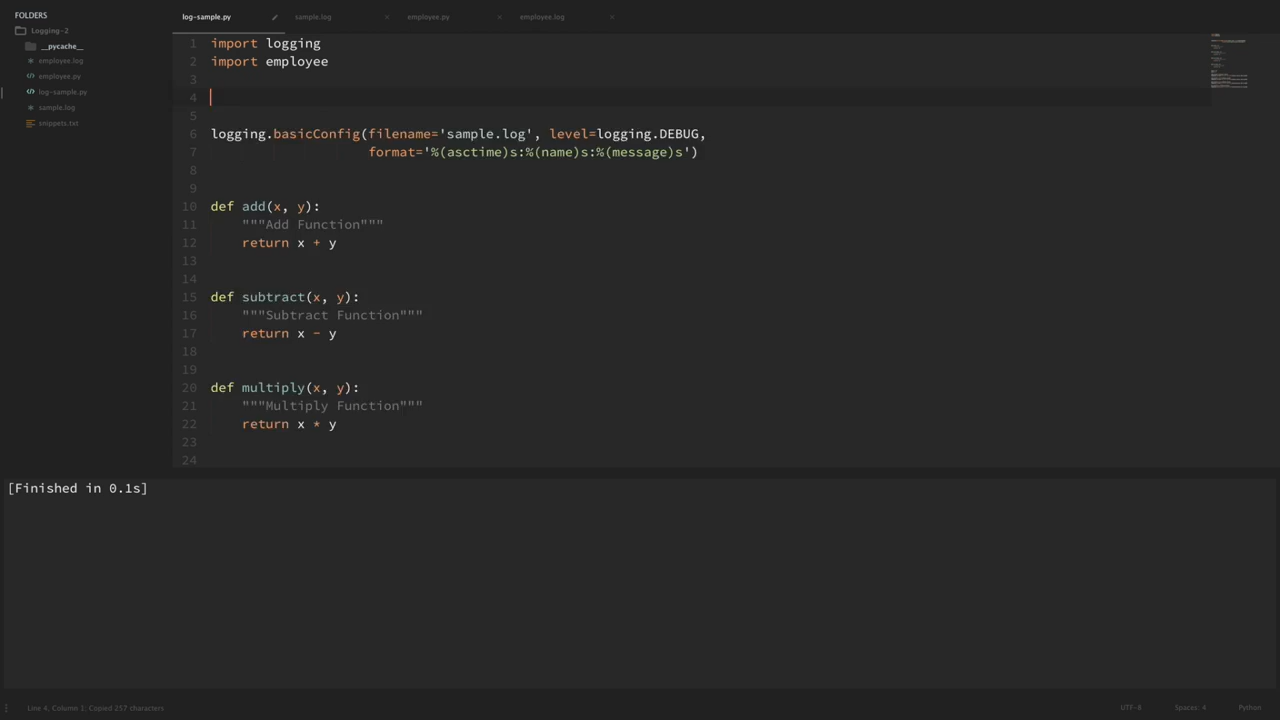 FOLDERS
Logging-2
__pycache__
employee.log
employee.py
log-sample.py
sample.log
snippets.txt
log-sample.py sample.log × employee.py × employee.log ×
1 import logging
2 import employee
3
4
5
6 logging.basicConfig(filename='sample.log', level=logging.DEBUG,
7 format='%(asctime)s:%(name)s:%(message)s')
8
9
10 def add(x, y):
11 """Add Function"""
12 return x + y
13
14
15 def subtract(x, y):
16 """Subtract Function"""
17 return x - y
18
19
20 def multiply(x, y):
21 """Multiply Function"""
22 return x * y
23
24
[Finished in 0.1s]
Line 4, Column 1; Copied 257 characters UTF-8 Spaces: 4 Python